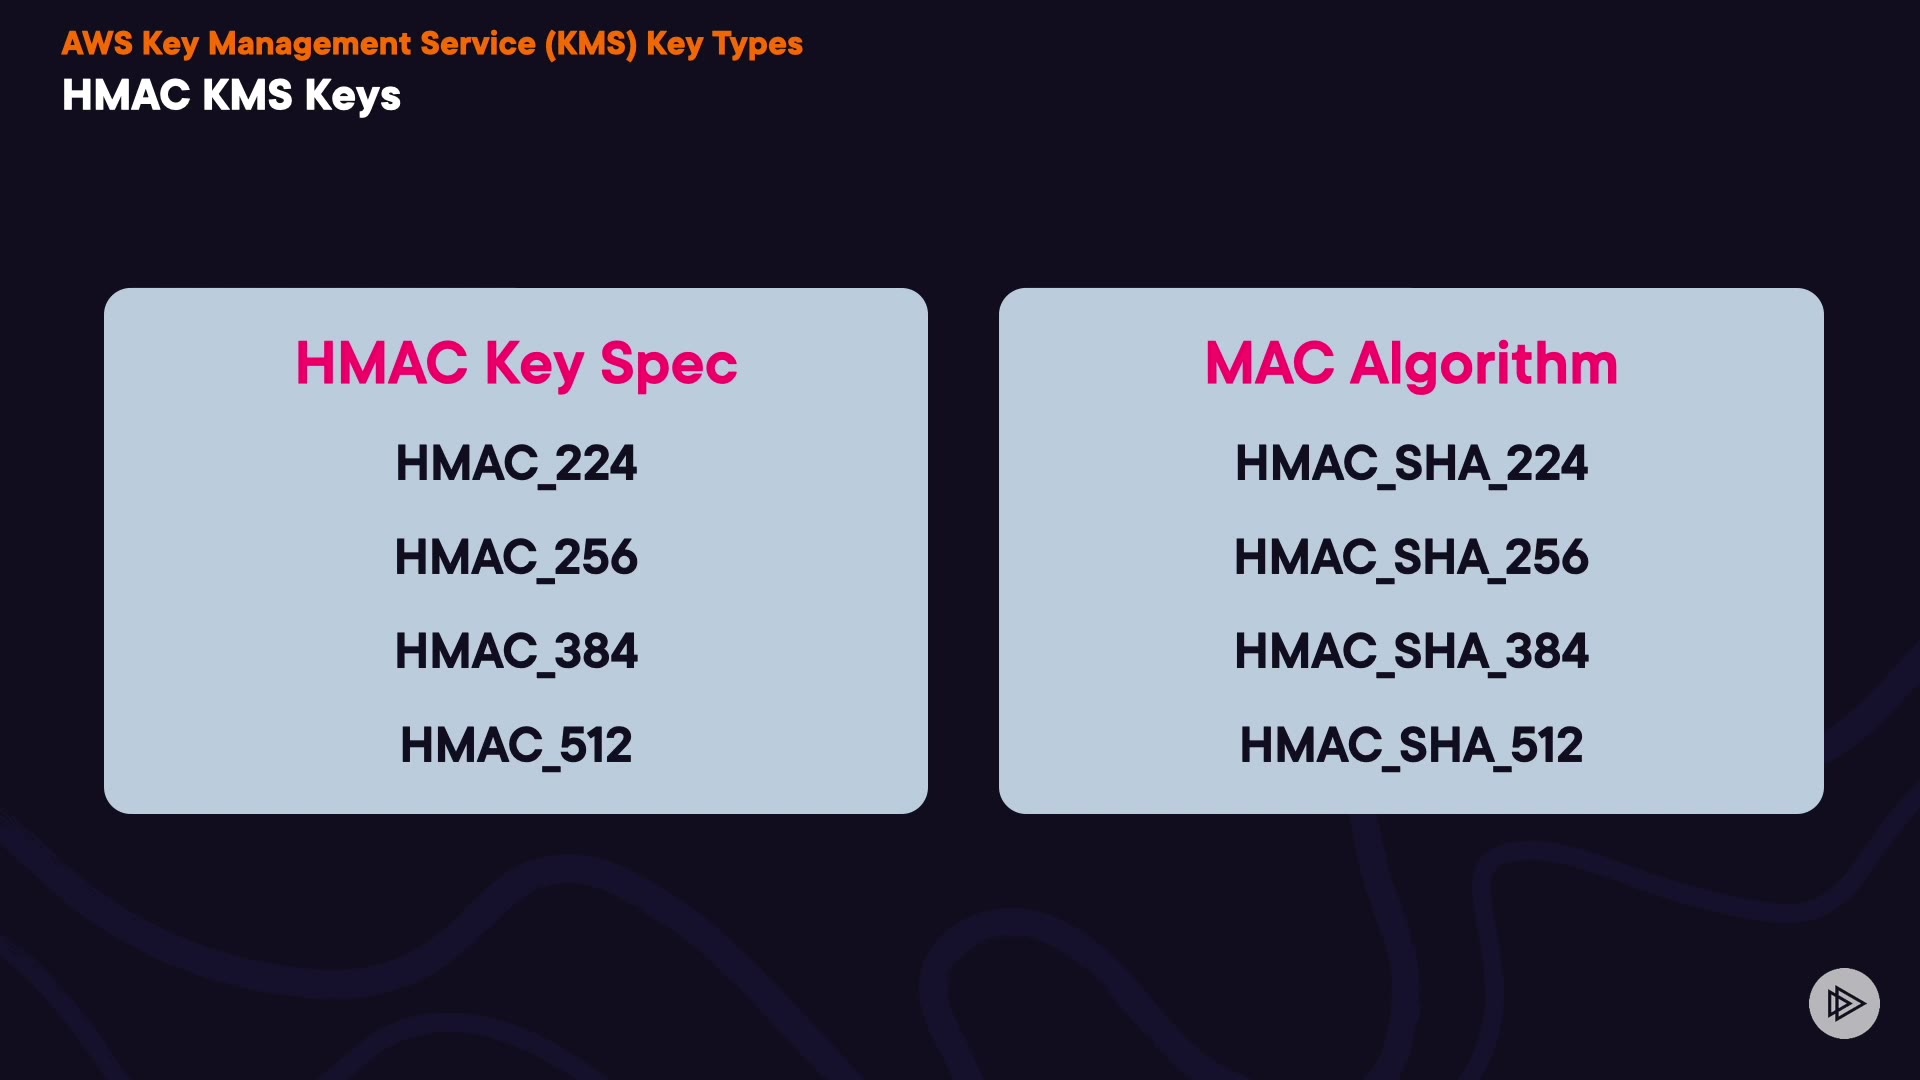 AWS Key Management Service (KMS) Key Types
HMAC KMS Keys
HMAC Key Spec
HMAC_224
HMAC_256
HMAC_384
HMAC_512
MAC Algorithm
HMAC_SHA_224
HMAC_SHA_256
HMAC_SHA_384
HMAC_SHA_512